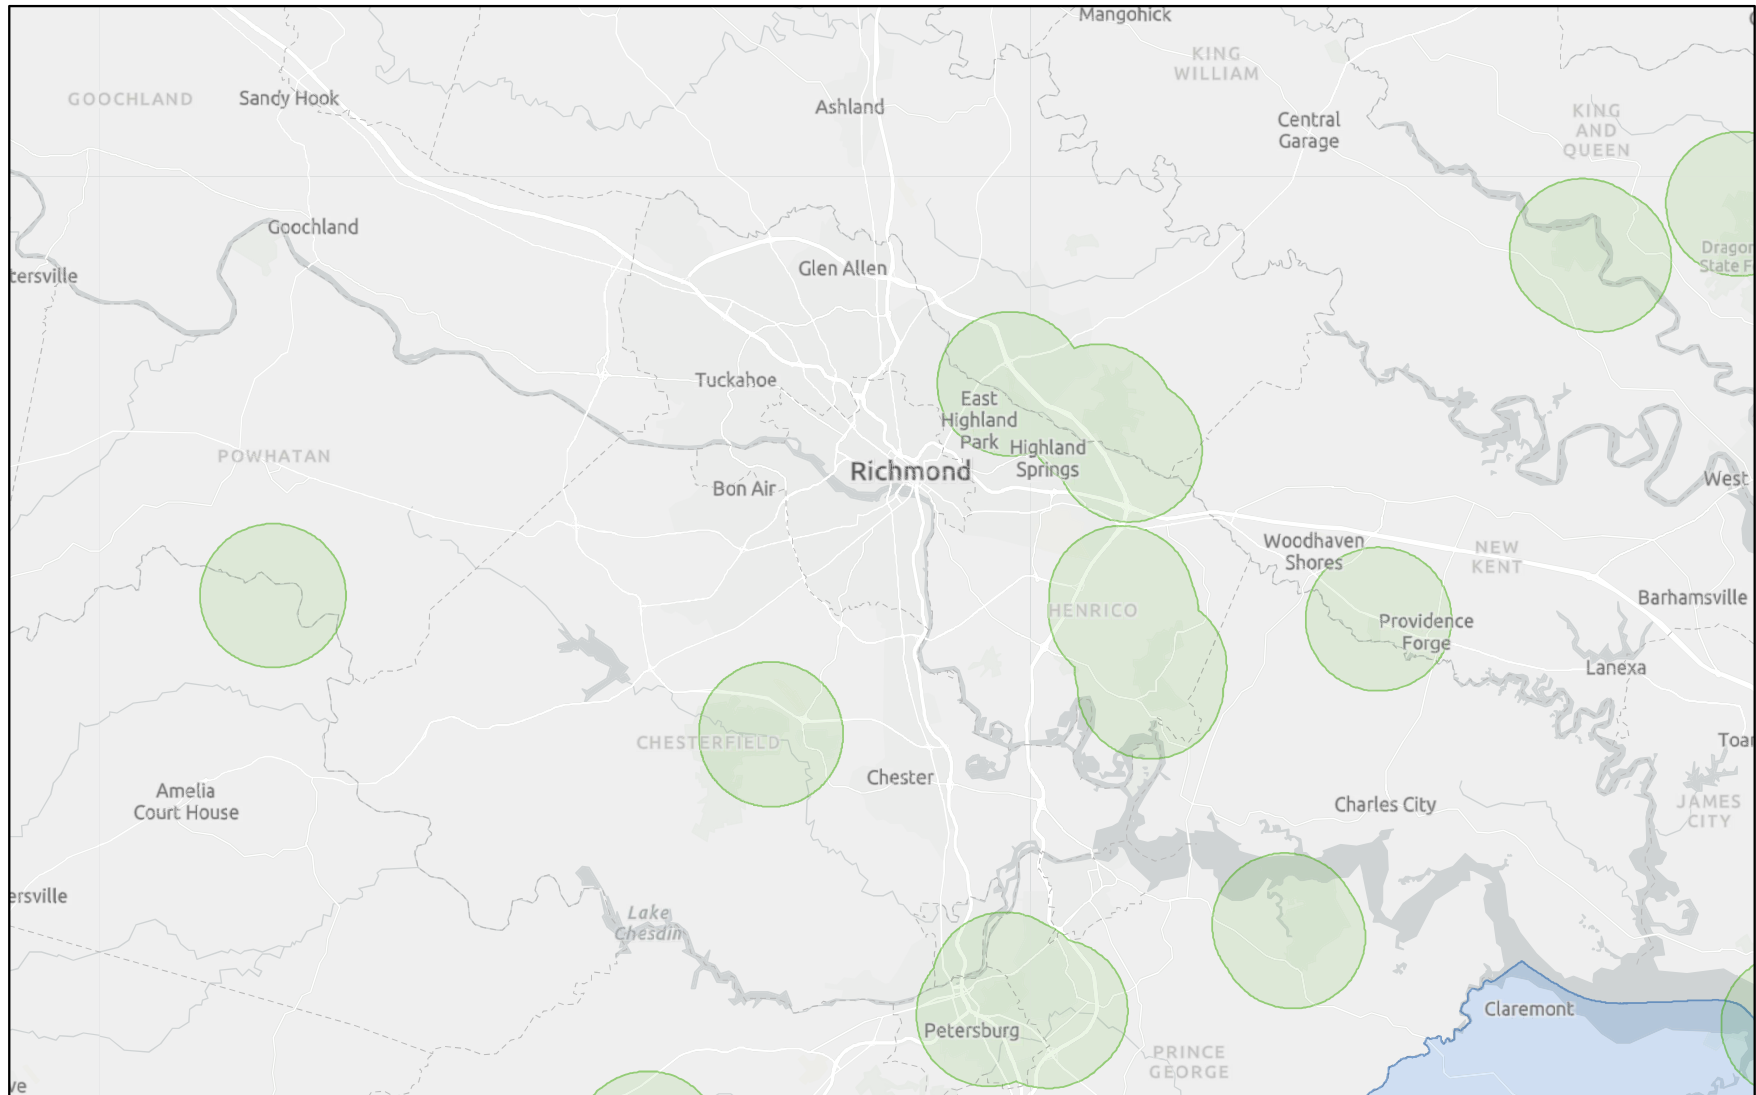 Mangohick
KING
WILLIAM
GOOCHLAND
Sandy Hook
Ashland
Central
Garage
KING
AND
QUEEN
Goochland
Dragon
State F
tersville
Glen Allen
Tuckahoe
East
Highland
Park
Highland
Springs
POWHATAN
Richmond
Bon Air
West
Woodhaven
Shores
NEW
KENT
Barhamsville
HENRICO
Providence
Forge
Lanexa
CHESTERFIELD
Toan
Chester
Amelia
Court House
Charles City
JAMES
CITY
ersville
Lake
Chesdin
Claremont
Petersburg
PRINCE
GEORGE
ve